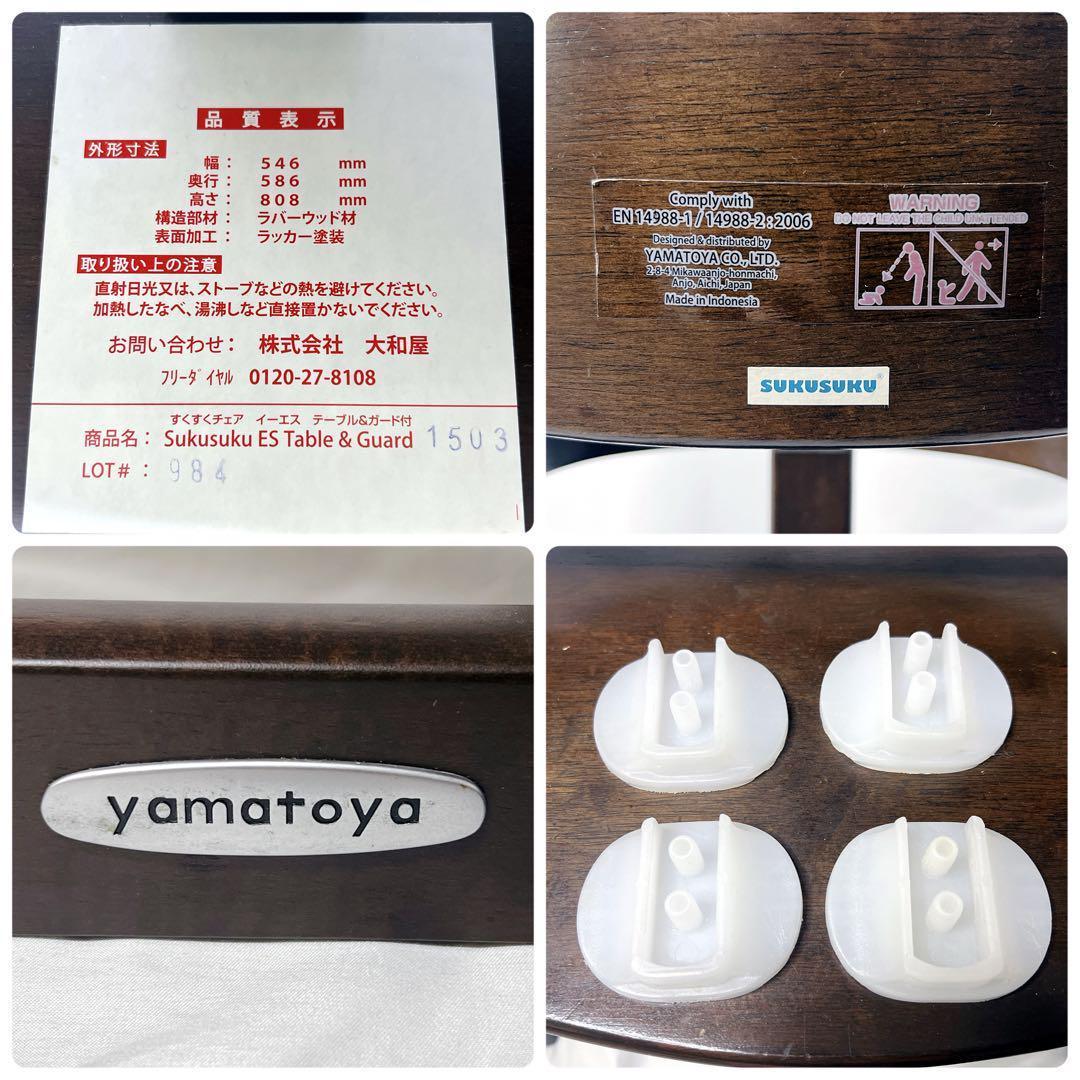 品質表示
外形寸法
幅： 546 mm
奥行： 586 mm
高さ： 808 mm
構造部材： ラバーウッド材
表面加工： ラッカー塗装
取り扱い上の注意
直射日光又は、ストーブなどの熱を避けてください。
加熱したなべ、湯沸しなど直接置かないでください。
お問い合わせ： 株式会社 大和屋
フリーダイヤル 0120-27-8108
すくすくチェア イーエス テーブル&ガード付
商品名： Sukusuku ES Table & Guard 1503
LOT#： 984
Comply with
EN 14988-1 / 14988-2 : 2006
Designed & distributed by
YAMATOYA CO., LTD.
2-8-4 Mikawaanjo-honmachi,
Anjo, Aichi, Japan
Made in Indonesia
WARNING
DO NOT LEAVE THE CHILD UNATTENDED
SUKUSUKU®
yamatoya